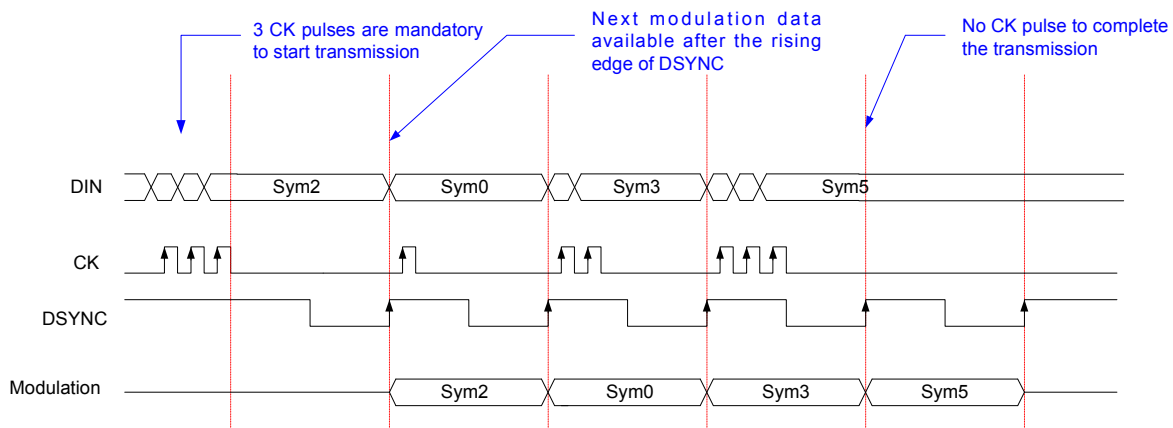 3 CK pulses are mandatory
to start transmission
Next modulation data
available after the rising
edge of DSYNC
No CK pulse to complete
the transmission
DIN
Sym2
Sym0
Sym3
Sym5
CK
DSYNC
Modulation
Sym2
Sym0
Sym3
Sym5